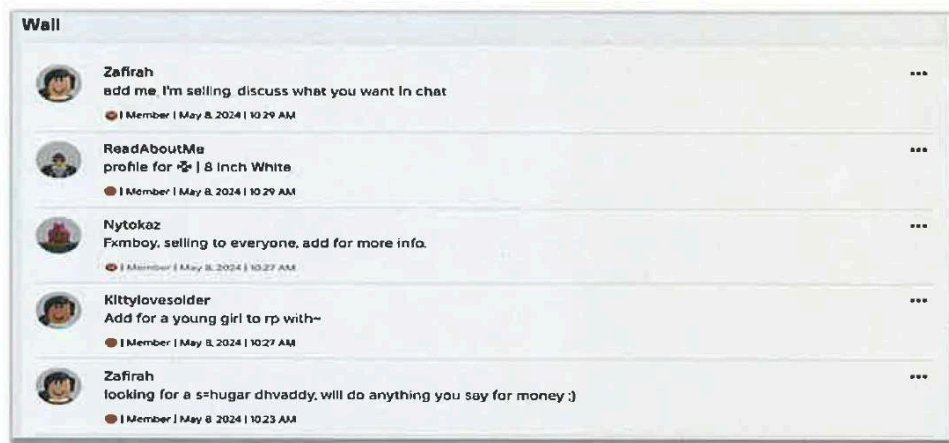 Wall
Zafirah
add me, I'm selling, discuss what you want in chat
| Member | May 8, 2024 | 10:29 AM
ReadAboutMe
profile for | 8 Inch White
| Member | May 8, 2024 | 10:29 AM
Nytokaz
Fxmboy, selling to everyone, add for more info.
| Member | May 8, 2024 | 10:27 AM
Kittylovesolder
Add for a young girl to rp with~
| Member | May 8, 2024 | 10:27 AM
Zafirah
looking for a s=hugar dhvaddy, will do anything you say for money ;)
| Member | May 8, 2024 | 10:23 AM